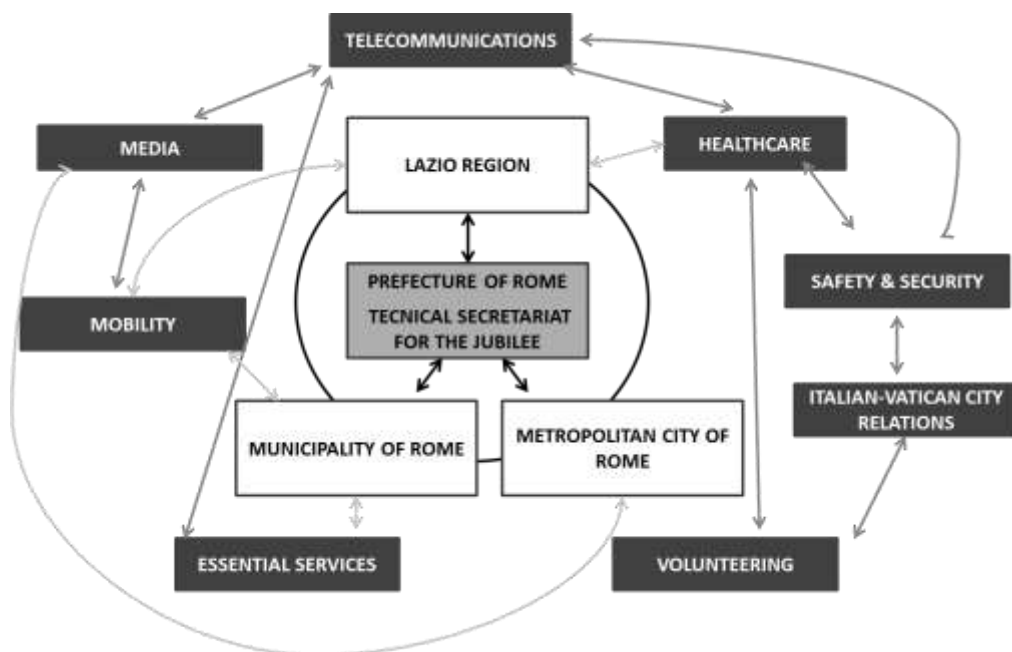 TELECOMMUNICATIONS
MEDIA
HEALTHCARE
LAZIO REGION
SAFETY & SECURITY
PREFECTURE OF ROME
TECNICAL SECRETARIAT
FOR THE JUBILEE
MOBILITY
ITALIAN-VATICAN CITY
RELATIONS
MUNICIPALITY OF ROME
METROPOLITAN CITY OF
ROME
ESSENTIAL SERVICES
VOLUNTEERING